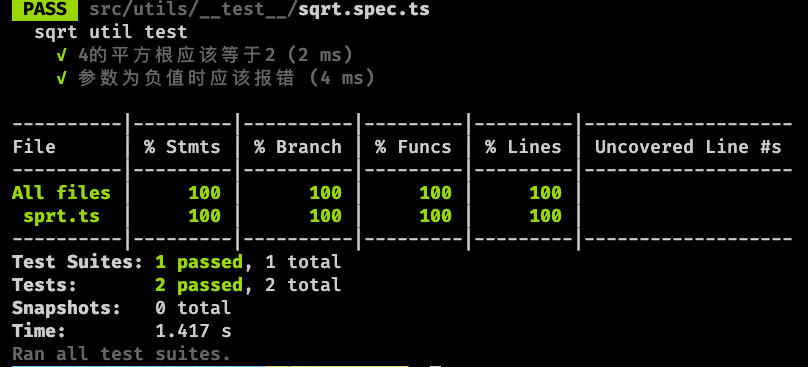 PASS src/utils/__test__/sqrt.spec.ts
sqrt util test
√ 4的平方根应该等于2 (2 ms)
√ 参数为负值时应该报错 (4 ms)
----------|---------|----------|---------|---------|-------------------
File | % Stmts | % Branch | % Funcs | % Lines | Uncovered Line #s
----------|---------|----------|---------|---------|-------------------
All files | 100 | 100 | 100 | 100 |
sprt.ts | 100 | 100 | 100 | 100 |
----------|---------|----------|---------|---------|-------------------
Test Suites: 1 passed, 1 total
Tests: 2 passed, 2 total
Snapshots: 0 total
Time: 1.417 s
Ran all test suites.